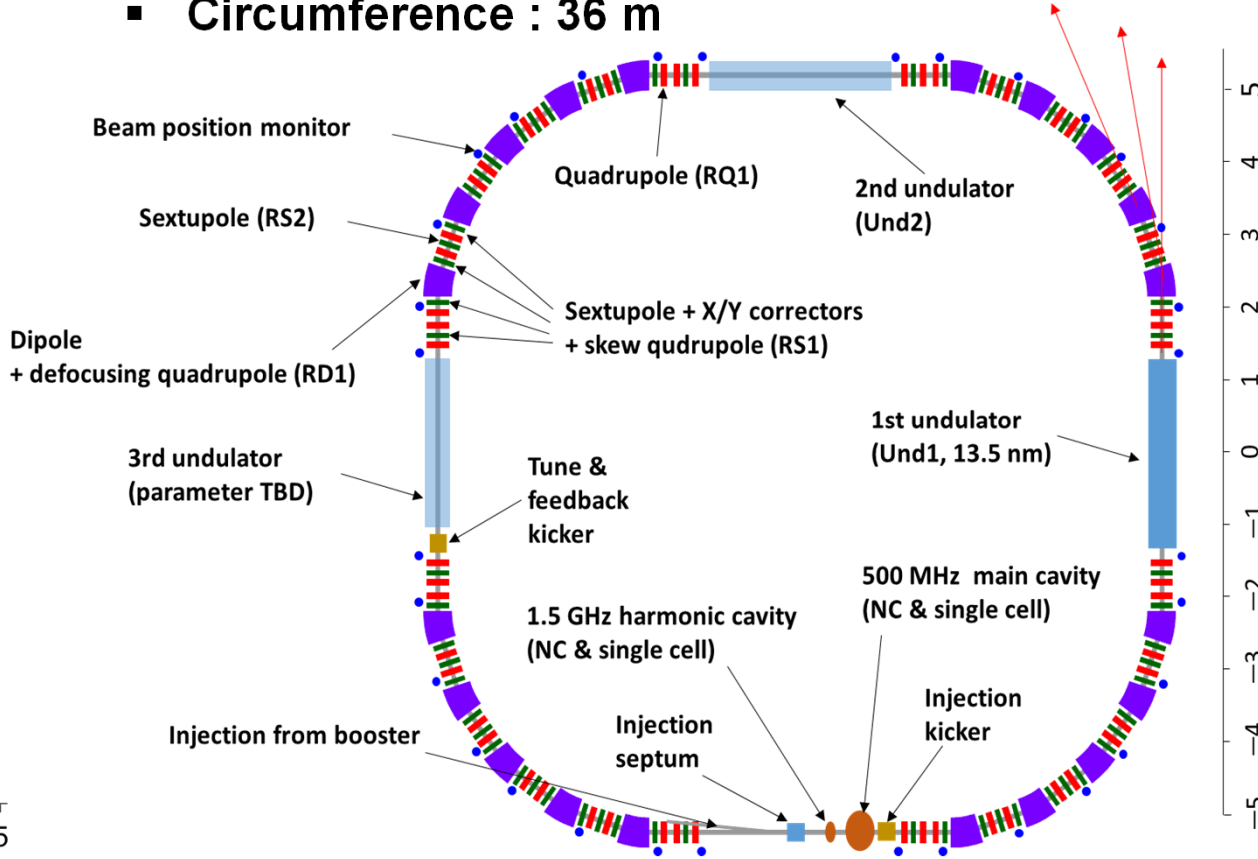 ▪ Circumference : 36 m
Beam position monitor
Quadrupole (RQ1)
2nd undulator
(Und2)
Sextupole (RS2)
Sextupole + X/Y correctors
+ skew qudrupole (RS1)
Dipole
+ defocusing quadrupole (RD1)
1st undulator
(Und1, 13.5 nm)
3rd undulator
(parameter TBD)
Tune &
feedback
kicker
500 MHz main cavity
(NC & single cell)
1.5 GHz harmonic cavity
(NC & single cell)
Injection
kicker
Injection from booster
Injection
septum
5
4
3
2
1
0
−1
−2
−3
−4
−5
5